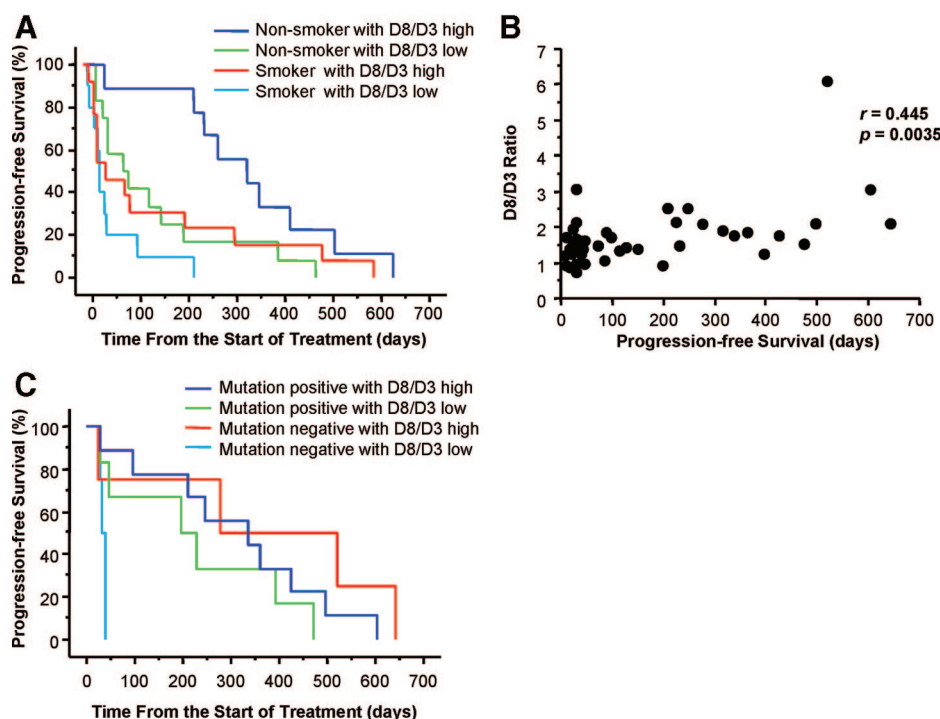 A
Non-smoker with D8/D3 high
Non-smoker with D8/D3 low
Smoker with D8/D3 high
Smoker with D8/D3 low
Progression-free Survival (%)
100
80
60
40
20
0
0 100 200 300 400 500 600 700
Time From the Start of Treatment (days)
B
D8/D3 Ratio
7
6
5
4
3
2
1
0
r = 0.445
p = 0.0035
0 100 200 300 400 500 600 700
Progression-free Survival (days)
C
Mutation positive with D8/D3 high
Mutation positive with D8/D3 low
Mutation negative with D8/D3 high
Mutation negative with D8/D3 low
Progression-free Survival (%)
100
80
60
40
20
0
0 100 200 300 400 500 600 700
Time From the Start of Treatment (days)